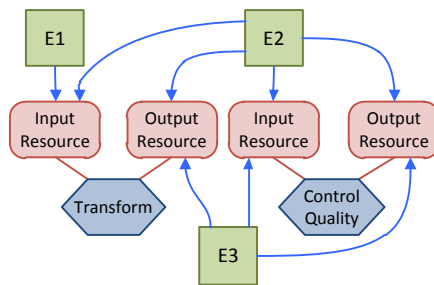 E1
E2
Input
Resource
Output
Resource
Input
Resource
Output
Resource
Transform
Control
Quality
E3